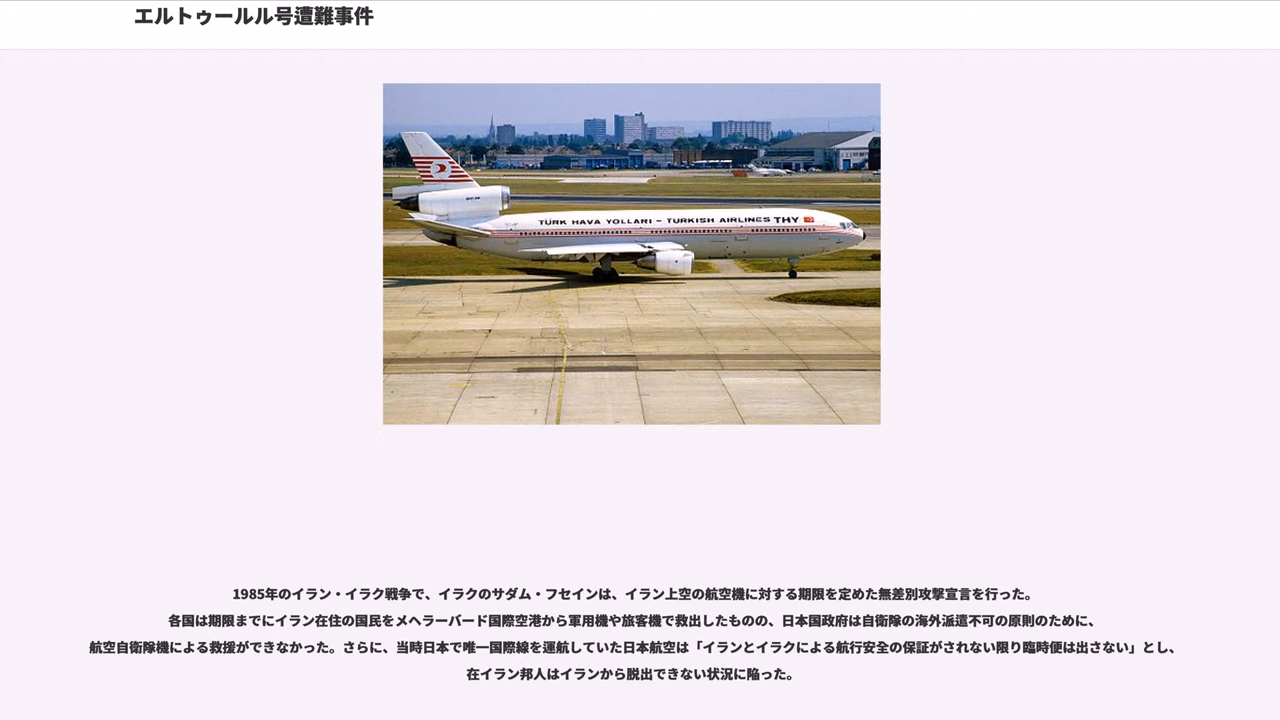 エルトゥールル号遭難事件
TÜRK HAVA YOLLARI - TURKISH AIRLINES THY
1985年のイラン・イラク戦争で、イラクのサダム・フセインは、イラン上空の航空機に対する期限を定めた無差別攻撃宣言を行った。
各国は期限までにイラン在住の国民をメヘラーバード国際空港から軍用機や旅客機で救出したものの、日本国政府は自衛隊の海外派遣不可の原則のために、
航空自衛隊機による救援ができなかった。さらに、当時日本で唯一国際線を運航していた日本航空は「イランとイラクによる航行安全の保証がされない限り臨時便は出さない」とし、
在イラン邦人はイランから脱出できない状況に陥った。